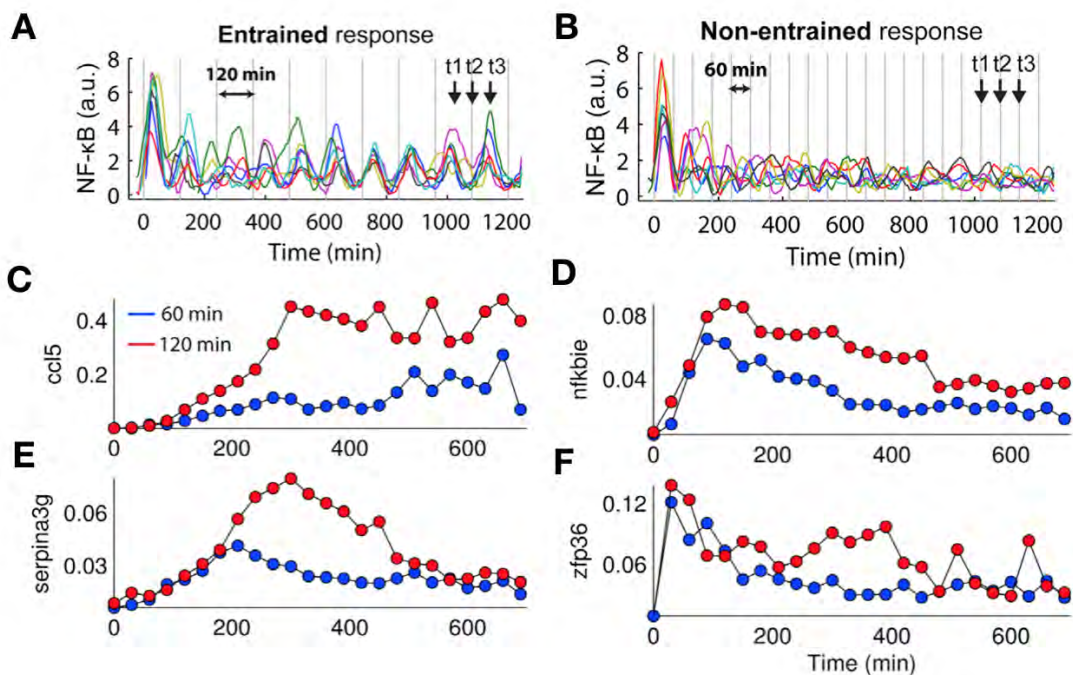 A
Entrained response
NF-κB (a.u.)
8
6
4
2
0
120 min
t1 t2 t3
0 200 400 600 800 1000 1200
Time (min)
B
Non-entrained response
NF-κB (a.u.)
8
6
4
2
0
60 min
t1 t2 t3
0 200 400 600 800 1000 1200
Time (min)
C
ccl5
0.4
0.2
60 min
120 min
0 200 400 600
D
nfkbie
0.08
0.04
0 200 400 600
E
serpina3g
0.06
0.03
0 200 400 600
F
zfp36
0.12
0.06
0 200 400 600
Time (min)